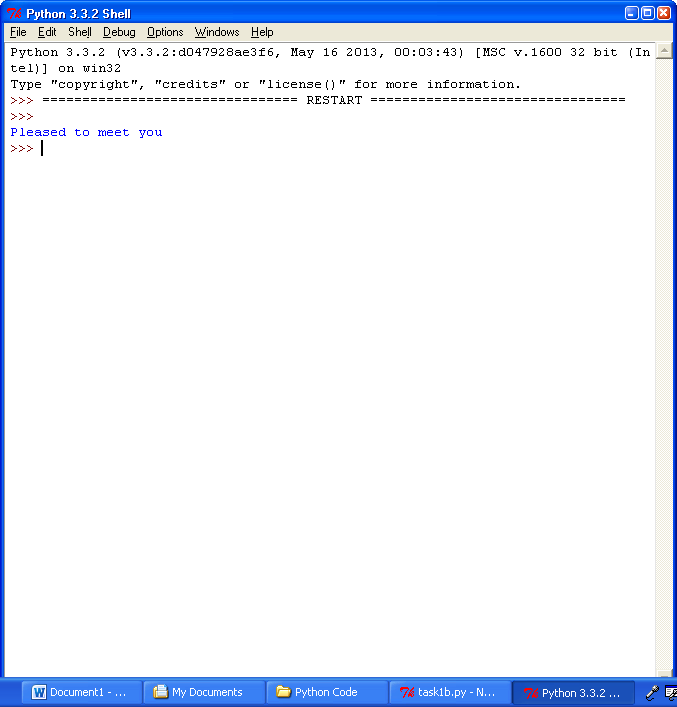 Python 3.3.2 Shell
File Edit Shell Debug Options Windows Help
Python 3.3.2 (v3.3.2:d047928ae3f6, May 16 2013, 00:03:43) [MSC v.1600 32 bit (In
tel)] on win32
Type "copyright", "credits" or "license()" for more information.
>>> ================================ RESTART ================================
>>>
Pleased to meet you
>>>
Document1 - ... My Documents Python Code task1b.py - N... Python 3.3.2 ...